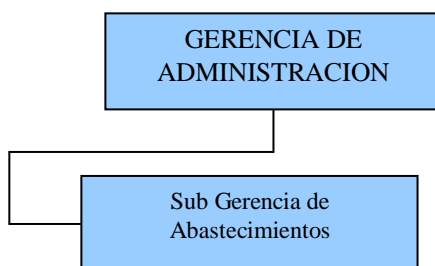 GERENCIA DE
ADMINISTRACION
Sub Gerencia de
Abastecimientos